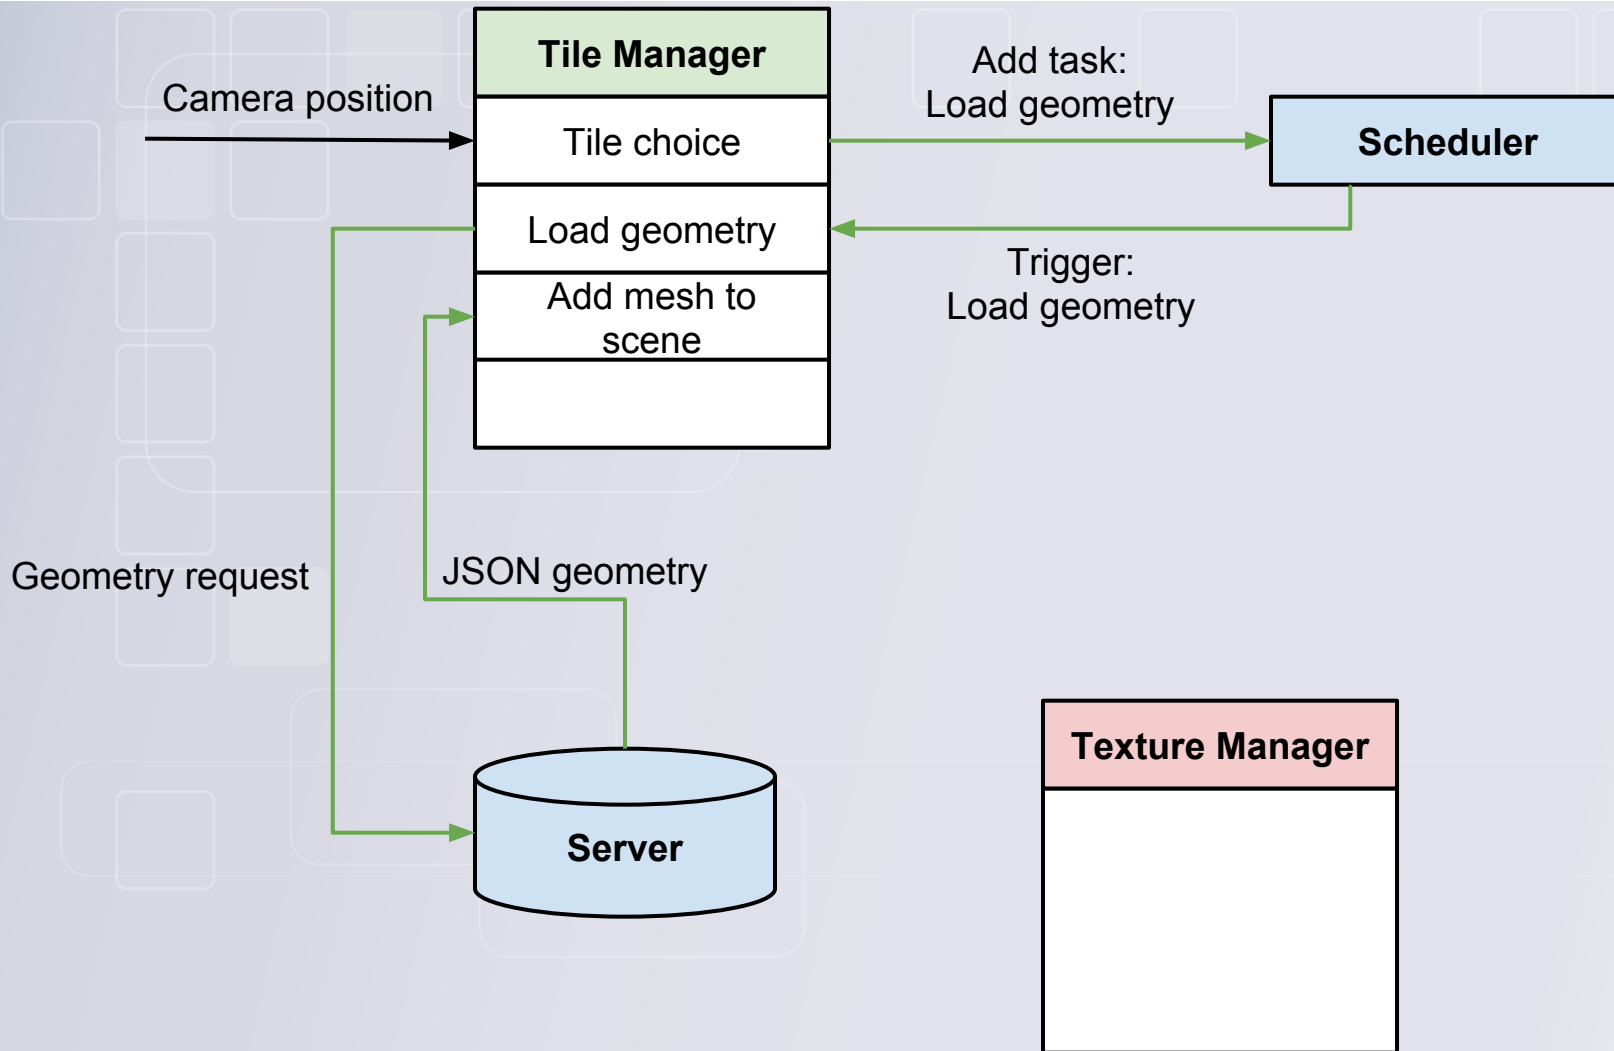 Tile Manager
Camera position
Tile choice
Add task:
Load geometry
Scheduler
Load geometry
Trigger:
Load geometry
Add mesh to
scene
Geometry request
JSON geometry
Server
Texture Manager